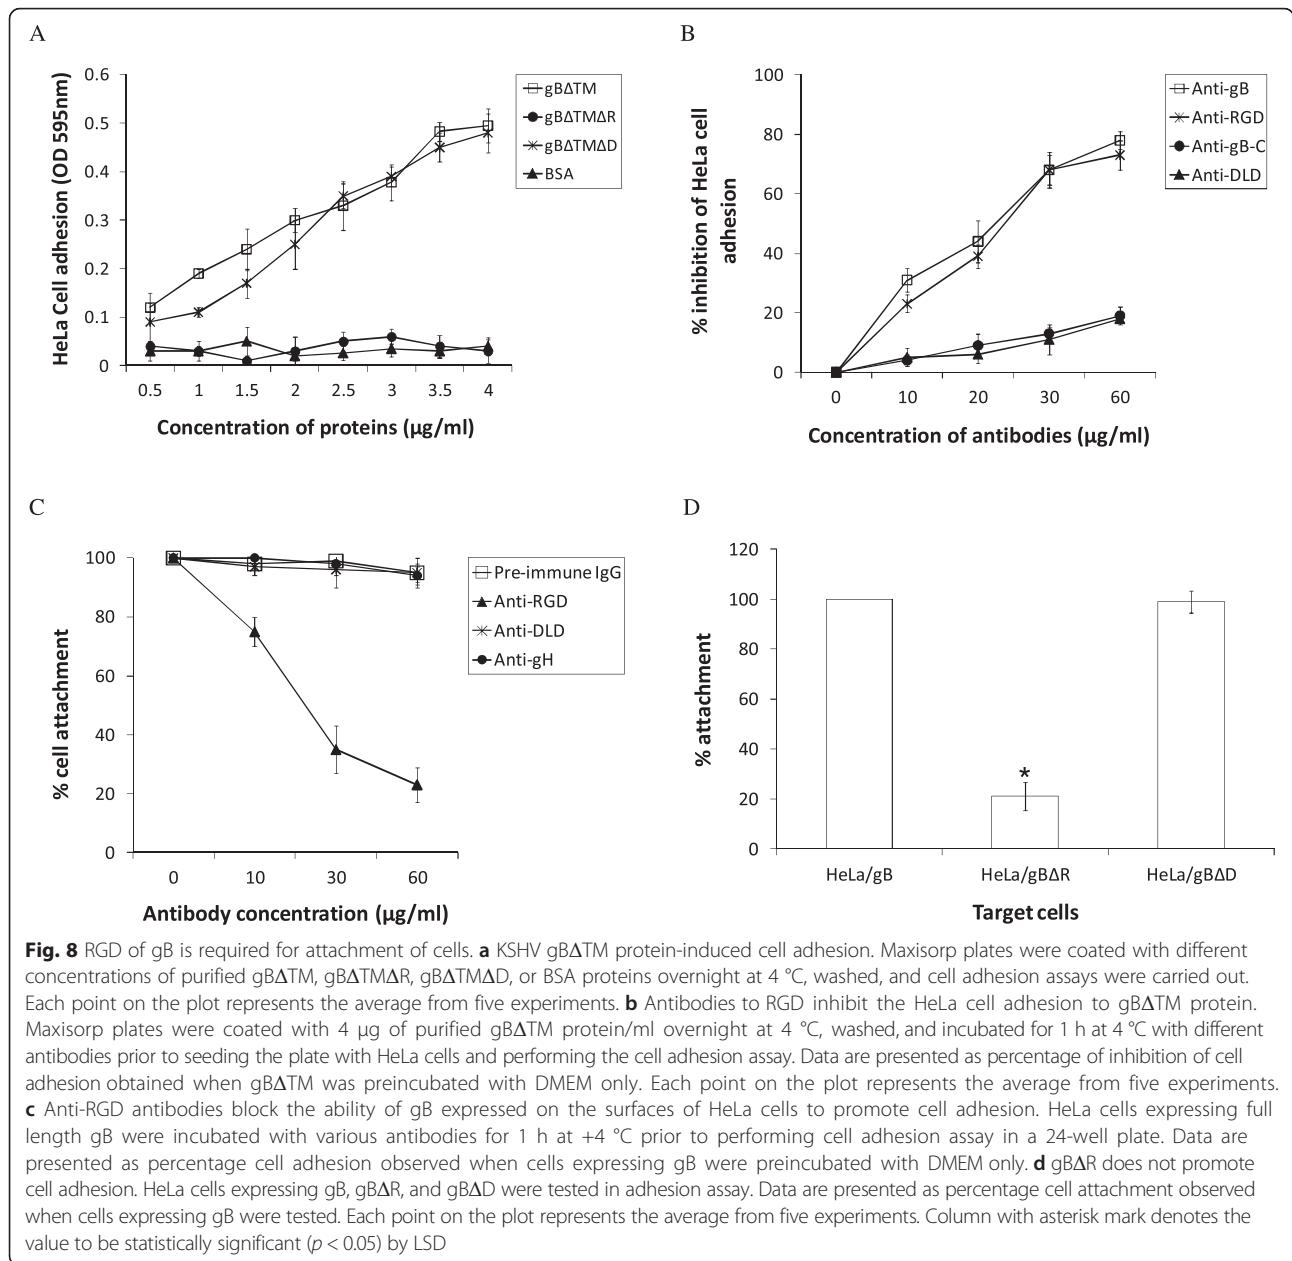 A
HeLa Cell adhesion (OD 595nm)
0.6
0.5
0.4
0.3
0.2
0.1
0
0.5 1 1.5 2 2.5 3 3.5 4
Concentration of proteins (µg/ml)
gBΔTM
gBΔTMΔR
gBΔTMΔD
BSA
B
% inhibition of HeLa cell
adhesion
100
80
60
40
20
0
0 10 20 30 60
Concentration of antibodies (µg/ml)
Anti-gB
Anti-RGD
Anti-gB-C
Anti-DLD
C
% cell attachment
100
80
60
40
20
0
0 10 30 60
Antibody concentration (µg/ml)
Pre-immune IgG
Anti-RGD
Anti-DLD
Anti-gH
D
% attachment
120
100
80
60
40
20
0
*
HeLa/gB HeLa/gBΔR HeLa/gBΔD
Target cells
Fig. 8 RGD of gB is required for attachment of cells. a KSHV gBΔTM protein-induced cell adhesion. Maxisorp plates were coated with different
concentrations of purified gBΔTM, gBΔTMΔR, gBΔTMΔD, or BSA proteins overnight at 4 °C, washed, and cell adhesion assays were carried out.
Each point on the plot represents the average from five experiments. b Antibodies to RGD inhibit the HeLa cell adhesion to gBΔTM protein.
Maxisorp plates were coated with 4 µg of purified gBΔTM protein/ml overnight at 4 °C, washed, and incubated for 1 h at 4 °C with different
antibodies prior to seeding the plate with HeLa cells and performing the cell adhesion assay. Data are presented as percentage of inhibition of cell
adhesion obtained when gBΔTM was preincubated with DMEM only. Each point on the plot represents the average from five experiments.
c Anti-RGD antibodies block the ability of gB expressed on the surfaces of HeLa cells to promote cell adhesion. HeLa cells expressing full
length gB were incubated with various antibodies for 1 h at +4 °C prior to performing cell adhesion assay in a 24-well plate. Data are
presented as percentage cell adhesion observed when cells expressing gB were preincubated with DMEM only. d gBΔR does not promote
cell adhesion. HeLa cells expressing gB, gBΔR, and gBΔD were tested in adhesion assay. Data are presented as percentage cell attachment observed
when cells expressing gB were tested. Each point on the plot represents the average from five experiments. Column with asterisk mark denotes the
value to be statistically significant (p < 0.05) by LSD